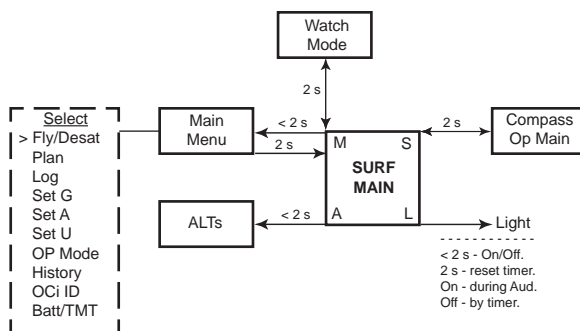 Watch
Mode
2 s
Select
> Fly/Desat
Plan
Log
Set G
Set A
Set U
OP Mode
History
OCi ID
Batt/TMT
Main
Menu
< 2 s
2 s
M
S
SURF
MAIN
A
L
2 s
Compass
Op Main
ALTs
< 2 s
Light
< 2 s - On/Off.
2 s - reset timer.
On - during Aud.
Off - by timer.